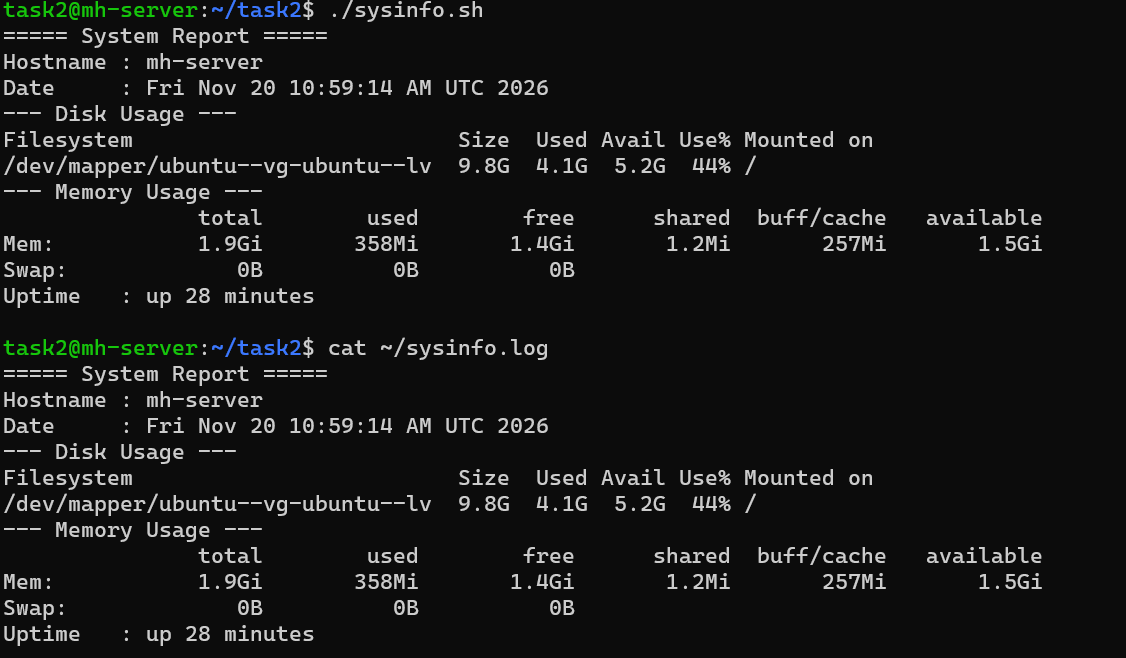 task2@mh-server:~/task2$ ./sysinfo.sh
===== System Report =====
Hostname : mh-server
Date     : Fri Nov 20 10:59:14 AM UTC 2026
--- Disk Usage ---
Filesystem                         Size  Used Avail Use% Mounted on
/dev/mapper/ubuntu--vg-ubuntu--lv  9.8G  4.1G  5.2G  44% /
--- Memory Usage ---
               total        used        free      shared  buff/cache   available
Mem:           1.9Gi       358Mi       1.4Gi       1.2Mi       257Mi       1.5Gi
Swap:             0B          0B          0B
Uptime   : up 28 minutes

task2@mh-server:~/task2$ cat ~/sysinfo.log
===== System Report =====
Hostname : mh-server
Date     : Fri Nov 20 10:59:14 AM UTC 2026
--- Disk Usage ---
Filesystem                         Size  Used Avail Use% Mounted on
/dev/mapper/ubuntu--vg-ubuntu--lv  9.8G  4.1G  5.2G  44% /
--- Memory Usage ---
               total        used        free      shared  buff/cache   available
Mem:           1.9Gi       358Mi       1.4Gi       1.2Mi       257Mi       1.5Gi
Swap:             0B          0B          0B
Uptime   : up 28 minutes